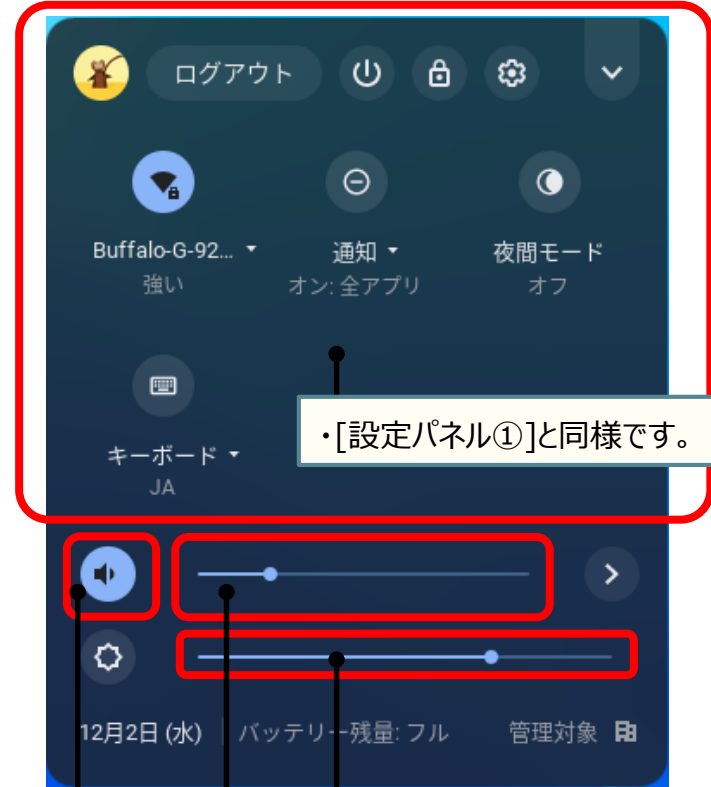 ログアウト
Buffalo-G-92... 通知 夜間モード
強い オン: 全アプリ オフ
・[設定パネル①]と同様です。
キーボード
JA
12月2日 (水) バッテリー残量: フル 管理対象